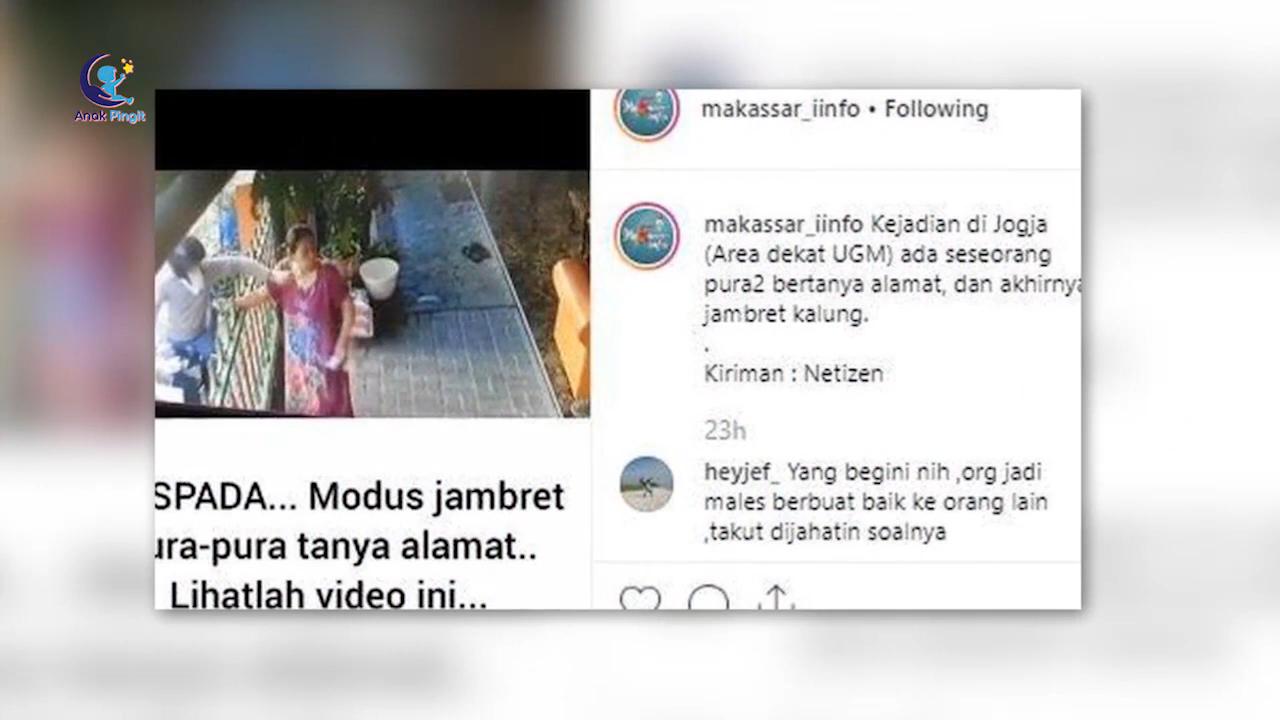 Anak Pingit
makassar_iinfo • Following
makassar_iinfo Kejadian di Jogja
(Area dekat UGM) ada seseorang
pura2 bertanya alamat, dan akhirnya
jambret kalung.
.
Kiriman : Netizen
23h
heyjef_ Yang begini nih ,org jadi
males berbuat baik ke orang lain
,takut dijahatin soalnya
SPADA... Modus jambret
ura-pura tanya alamat..
Lihatlah video ini...